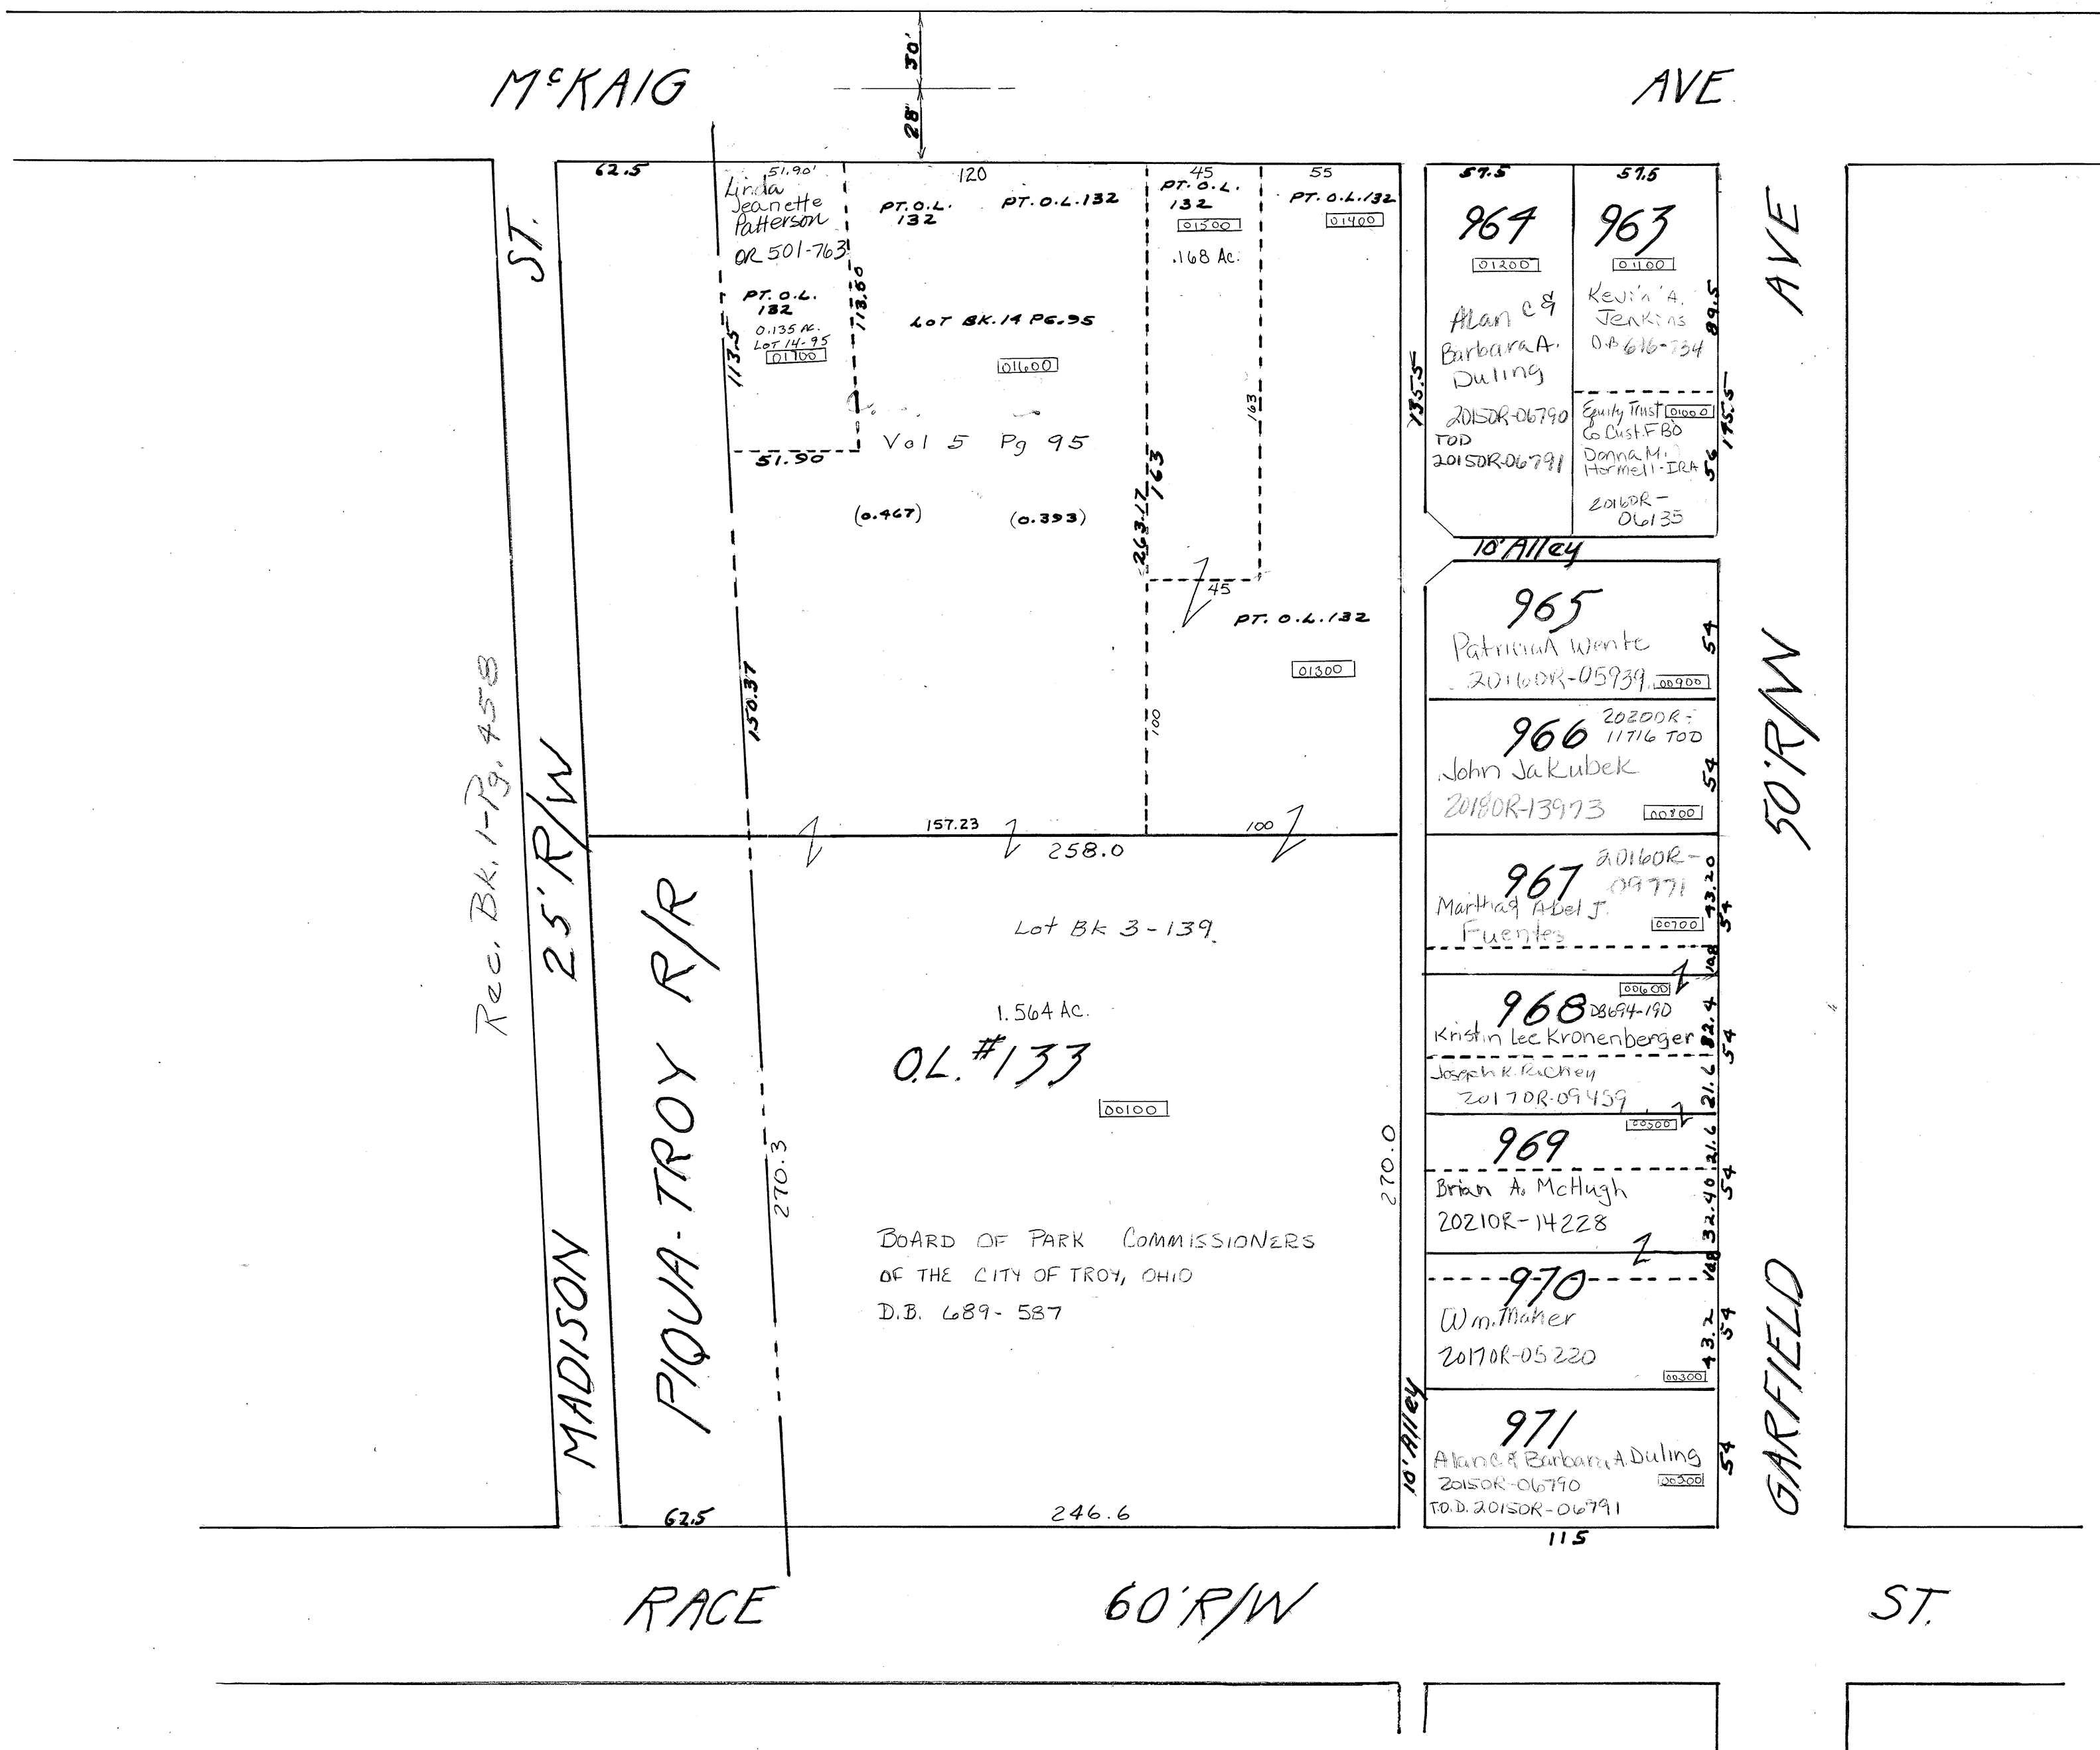 30'
28'
McKAIG
AVE.
ST.
62.5
51.90'
Linda
Jeanette
Patterson
OR 501-763
PT. O.L.
132
0.135 AC.
LOT 14-95
01700
113.5
113.50
51.90
120
PT. O.L.
132
PT. O.L. 132
LOT BK. 14 PG. 95
01600
Vol 5 Pg 95
(0.467)
(0.393)
45
PT. O.L.
132
01500
.168 Ac.
163
263.17
163
45
55
PT. O.L. 132
01400
PT. O.L. 132
01300
100
150.37
157.23
100
258.0
57.5
964
01200
Alan C &
Barbara A.
Duling
2015OR-06790
TOD
2015OR-06791
57.5
963
01100
Kevin A.
Jenkins
D.B 616-734
89.5
Equity Trust 01000
Co Cust. FBO
Donna M.
Hormell-IRA
2016OR-
06135
56
175.5
10' Alley
965
Patricia A Wente
2016OR-05939 00900
54
966
2020OR-
11716 TOD
John Jakubek
2018OR-13973
00800
54
967
2016OR-
09771
Martha & Abel J.
Fuentes
00700
43.20
54
00600
968 DB694-190
Kristin Lee Kronenberger
32.4
54
Joseph K. Richey
2017OR-09459
21.6
00500
969
21.6
Brian A. McHugh
2021OR-14228
32.40
54
970
Wm. Maher
2017OR-05220
00300
43.2
54
971
Alan C. & Barbara A. Duling
2015OR-06790
00200
T.O.D. 2015OR-06791
54
115
Rec. Bk. 1-Pg. 458
MADISON
25' R/W
PIQUA-TROY R/R
Lot Bk 3-139
1.564 AC.
O.L. #133
00100
270.3
270.0
BOARD OF PARK COMMISSIONERS
OF THE CITY OF TROY, OHIO
D.B. 689-587
10' Alley
62.5
246.6
GARFIELD
50' R/W
AVE
RACE
60' R/W
ST.